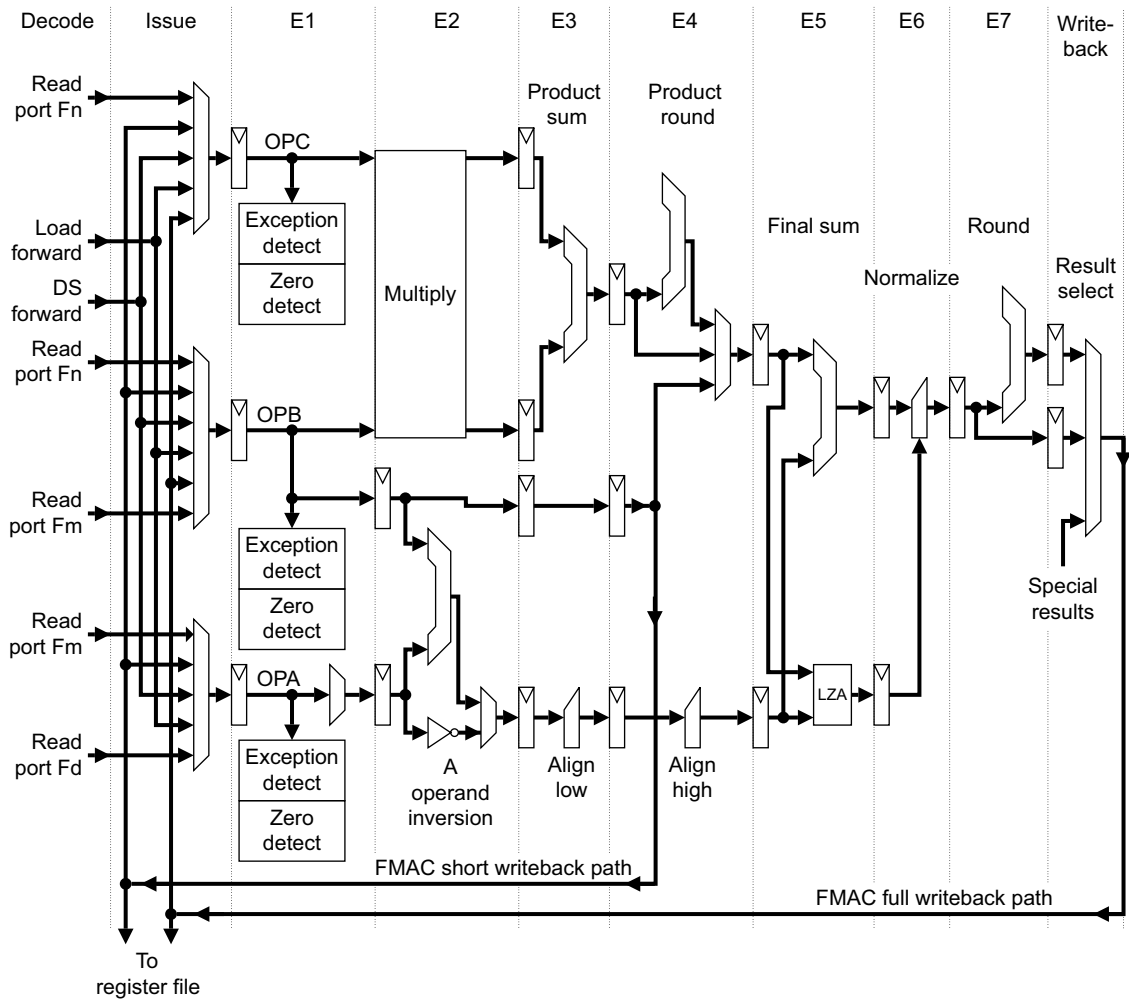 Decode Issue E1 E2 E3 E4 E5 E6 E7 Write-
back
Read
port Fn
Product
sum
Product
round
OPC
Exception
detect
Zero
detect
Load
forward
DS
forward
Multiply
Final sum
Round
Normalize
Result
select
Read
port Fn
OPB
Read
port Fm
Exception
detect
Zero
detect
Special
results
Read
port Fm
OPA
LZA
Read
port Fd
Exception
detect
Zero
detect
A
operand
inversion
Align
low
Align
high
FMAC short writeback path
FMAC full writeback path
To
register file